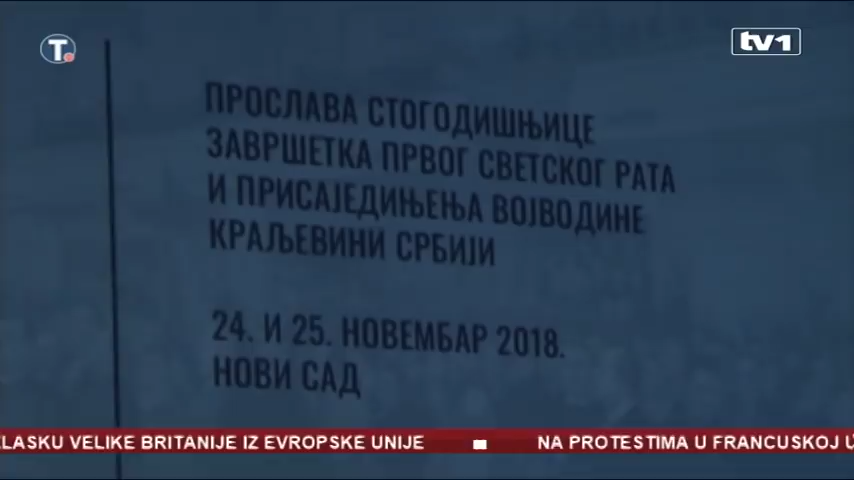 T.
tv1
ПРОСЛАВА СТОГОДИШЊИЦЕ
ЗАВРШЕТКА ПРВОГ СВЕТСКОГ РАТА
И ПРИСАЈЕДИЊЕЊА ВОЈВОДИНЕ
КРАЉЕВИНИ СРБИЈИ
24. И 25. НОВЕМБАР 2018.
НОВИ САД
ELASKU VELIKE BRITANIJE IZ EVROPSKE UNIJE ■ NA PROTESTIMA U FRANCUSKOJ U